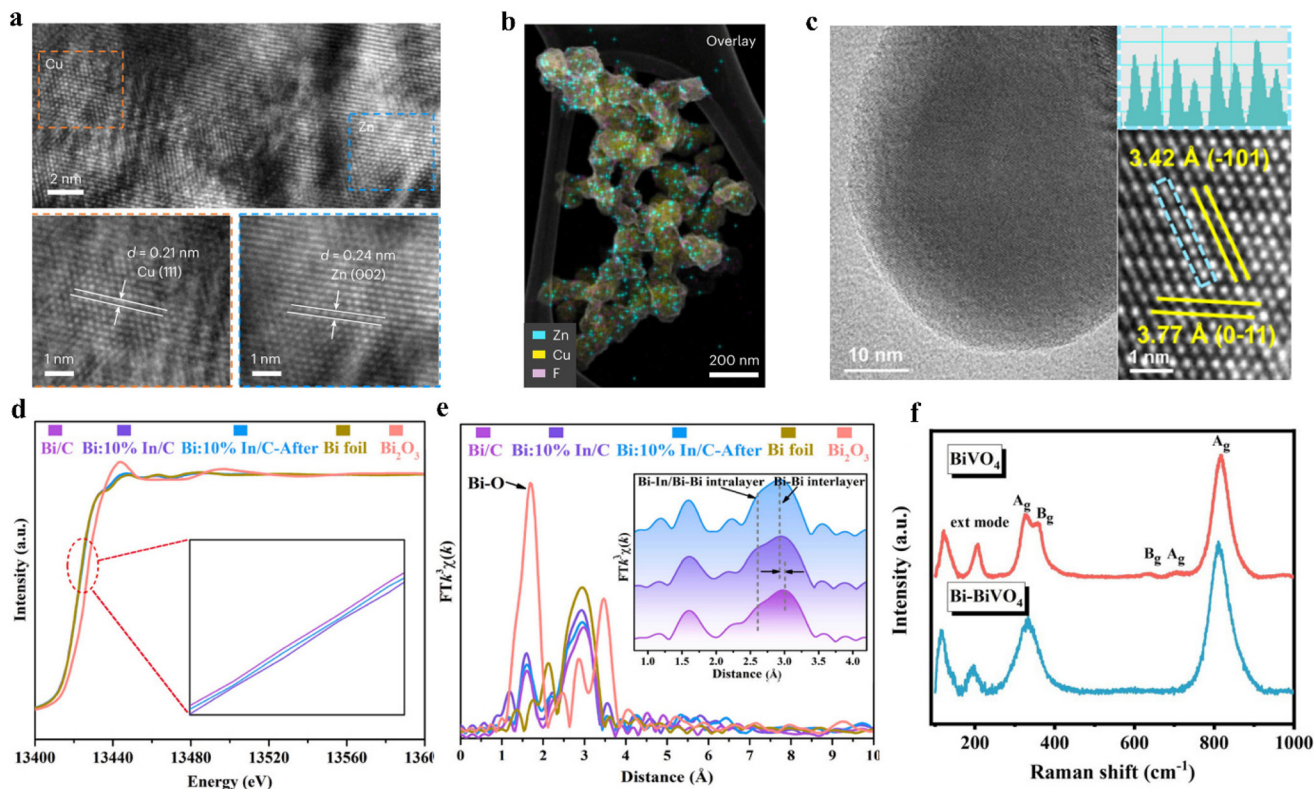 a
Cu
Zn
2 nm
d = 0.21 nm
Cu (111)
1 nm
d = 0.24 nm
Zn (002)
1 nm
b
Overlay
Zn
Cu
F
200 nm
c
10 nm
3.42 Å (-101)
3.77 Å (0-11)
1 nm
d
Bi/C Bi:10% In/C Bi:10% In/C-After Bi foil Bi₂O₃
Intensity (a.u.)
13400 13440 13480 13520 13560 1360
Energy (eV)
e
Bi/C Bi:10% In/C Bi:10% In/C-After Bi foil Bi₂O₃
Bi-O
Bi-In/Bi-Bi intralayer
Bi-Bi interlayer
FTk³χ(k)
0.5 1.0 1.5 2.0 2.5 3.0 3.5 4.0
Distance (Å)
FTk³χ(k)
0 1 2 3 4 5 6 7 8 9 10
Distance (Å)
f
BiVO₄
Ag
ext mode
Ag
Bg
Bg
Ag
Bi-BiVO₄
Intensity (a.u.)
200 400 600 800 1000
Raman shift (cm⁻¹)